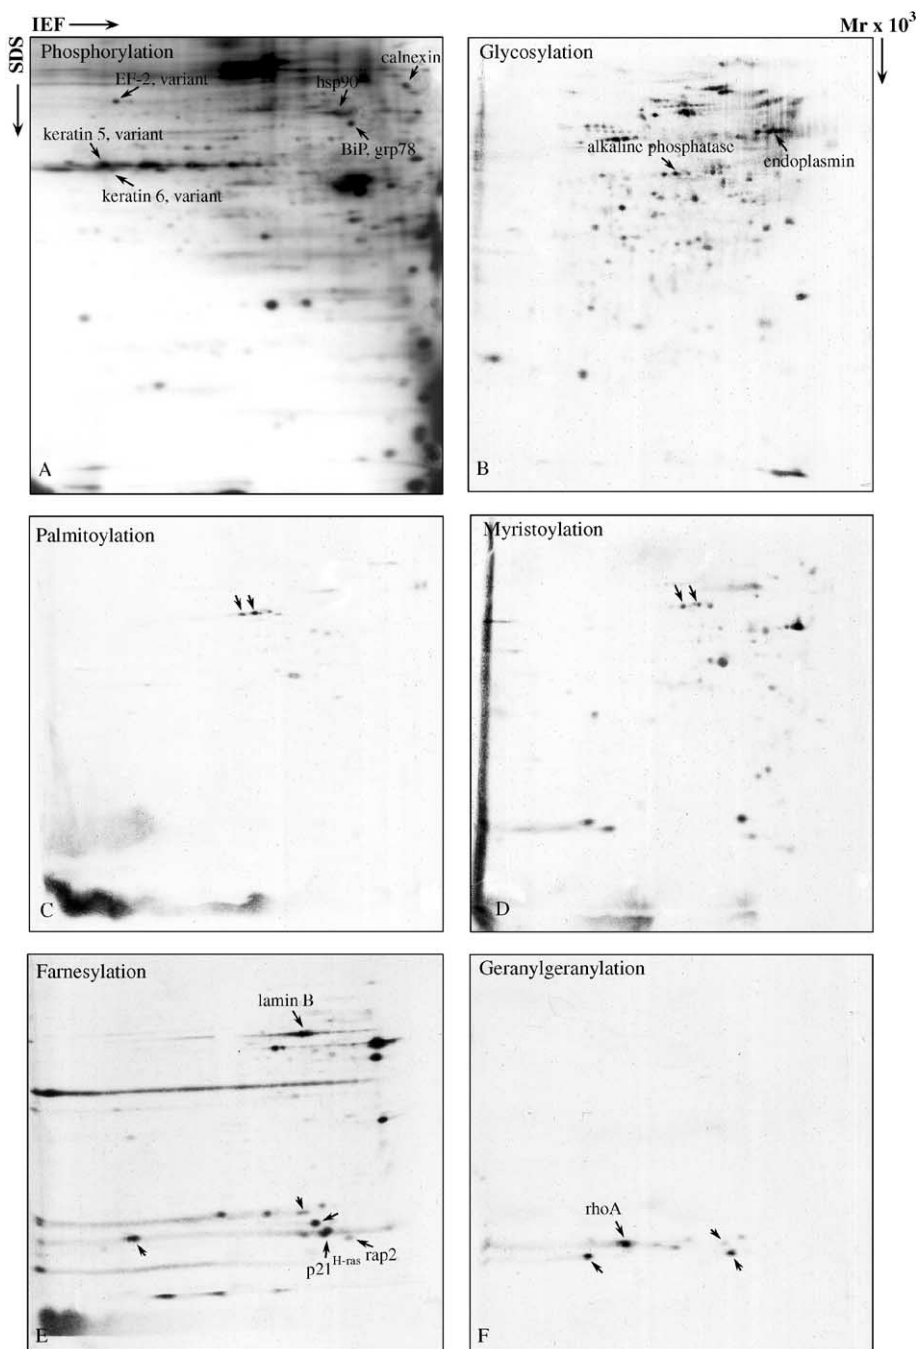 IEF
SDS
Mr x 10³
Phosphorylation
calnexin
EF-2, variant
hsp90
keratin 5, variant
BiP, grp78
keratin 6, variant
A
Glycosylation
alkaline phosphatase
endoplasmin
B
Palmitoylation
C
Myristoylation
D
Farnesylation
lamin B
p21ᴴ⁻ʳᵃˢ rap2
E
Geranylgeranylation
rhoA
F